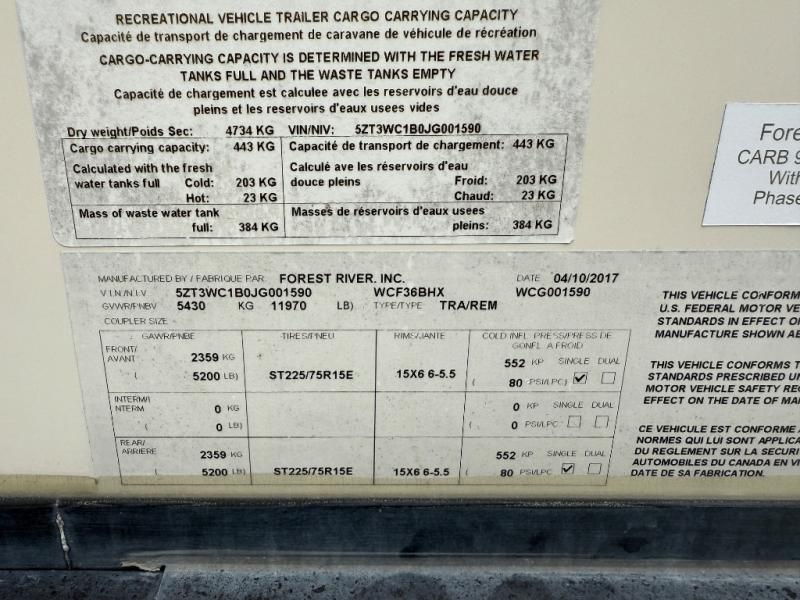 RECREATIONAL VEHICLE TRAILER CARGO CARRYING CAPACITY
Capacité de transport de chargement de caravane de véhicule de récréation
CARGO-CARRYING CAPACITY IS DETERMINED WITH THE FRESH WATER
TANKS FULL AND THE WASTE TANKS EMPTY
Capacité de chargement est calculee avec les reservoirs d'eau douce
pleins et les reservoirs d'eaux usees vides
Dry weight/Poids Sec: 4734 KG VIN/NIV: 5ZT3WC1B0JG001590
Cargo carrying capacity: 443 KG Capacité de transport de chargement: 443 KG
Calculated with the fresh Calculé ave les réservoirs d'eau
water tanks full Cold: 203 KG douce pleins Froid: 203 KG
Hot: 23 KG Chaud: 23 KG
Mass of waste water tank Masses de réservoirs d'eaux usees
full: 384 KG pleins: 384 KG
Fore
CARB 9
With
Phase
MANUFACTURED BY / FABRIQUE PAR FOREST RIVER, INC. DATE 04/10/2017
V.I.N./N.I.V 5ZT3WC1B0JG001590 WCF36BHX WCG001590
GVWR/PNBV 5430 KG 11970 LB) TYPE/TYPE TRA/REM
COUPLER SIZE
GAWR/PNBE TIRES/PNEU RIMS/JANTE COLD INFL. PRESS/PRESS DE
GONFL. A FROID
FRONT/
AVANT 2359 KG 552 KP SINGLE DUAL
( 5200 LB) ST225/75R15E 15X6 6-5.5 ( 80 PSI/LPC)
INTERM/I
NTERM 0 KG 0 KP SINGLE DUAL
( 0 LB) ( 0 PSI/LPC
REAR/
ARRIERE 2359 KG 552 KP SINGLE DUAL
( 5200 LB) ST225/75R15E 15X6 6-5.5 ( 80 PSI/LPC
THIS VEHICLE CONFORM
U.S. FEDERAL MOTOR VE
STANDARDS IN EFFECT O
MANUFACTURE SHOWN AB
THIS VEHICLE CONFORMS T
STANDARDS PRESCRIBED UN
MOTOR VEHICLE SAFETY REG
EFFECT ON THE DATE OF MAN
CE VEHICULE EST CONFORME A
NORMES QUI LUI SONT APPLICA
DU REGLEMENT SUR LA SECURI
AUTOMOBILES DU CANADA EN VI
DATE DE SA FABRICATION.